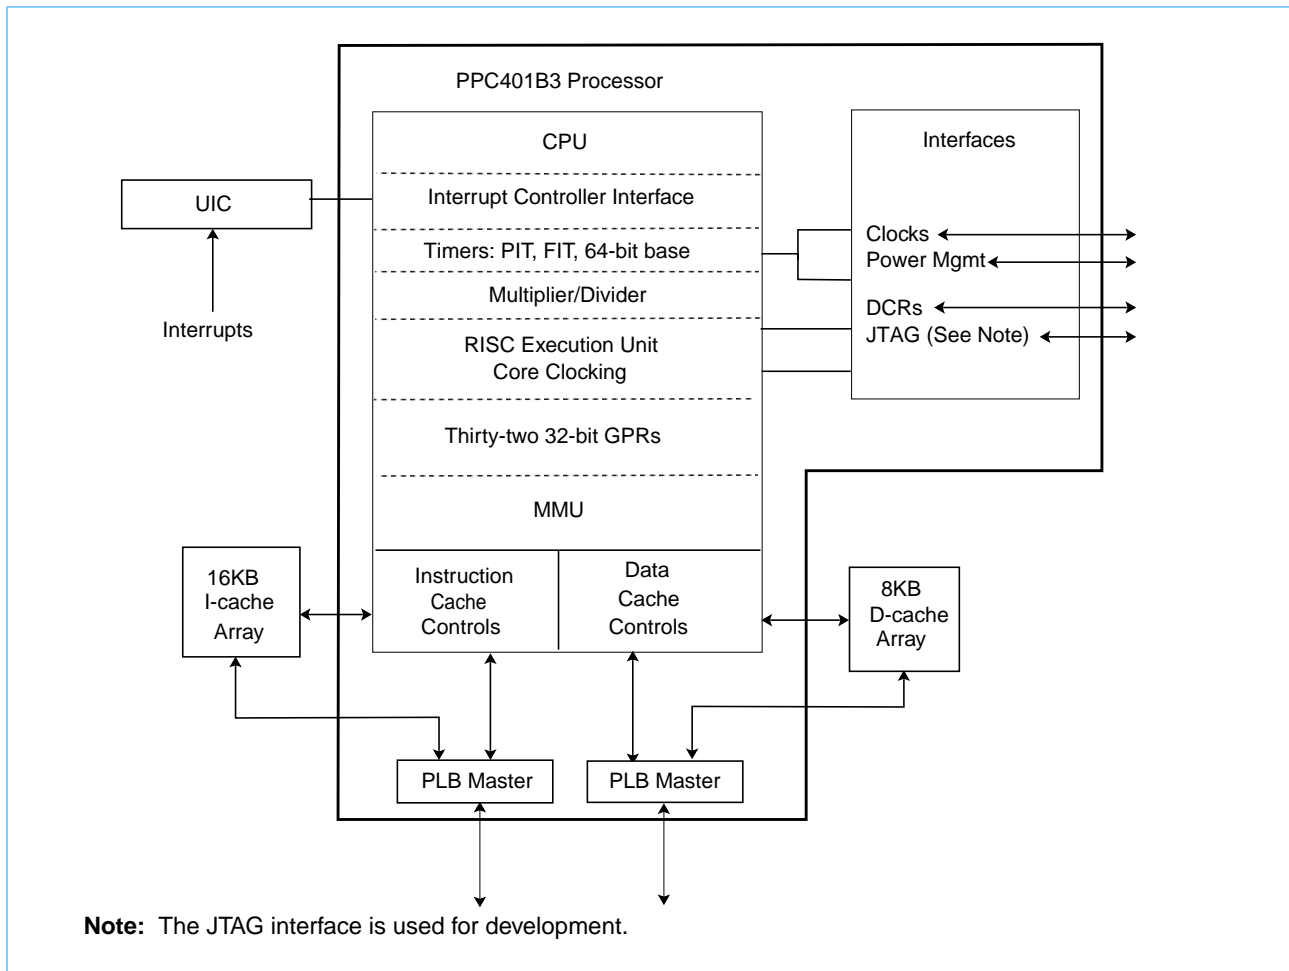 PPC401B3 Processor
CPU
Interfaces
Interrupt Controller Interface
UIC
Timers: PIT, FIT, 64-bit base
Clocks
Power Mgmt
Multiplier/Divider
DCRs
JTAG (See Note)
Interrupts
RISC Execution Unit
Core Clocking
Thirty-two 32-bit GPRs
MMU
16KB
I-cache
Array
Instruction
Cache
Controls
Data
Cache
Controls
8KB
D-cache
Array
PLB Master
PLB Master
Note: The JTAG interface is used for development.